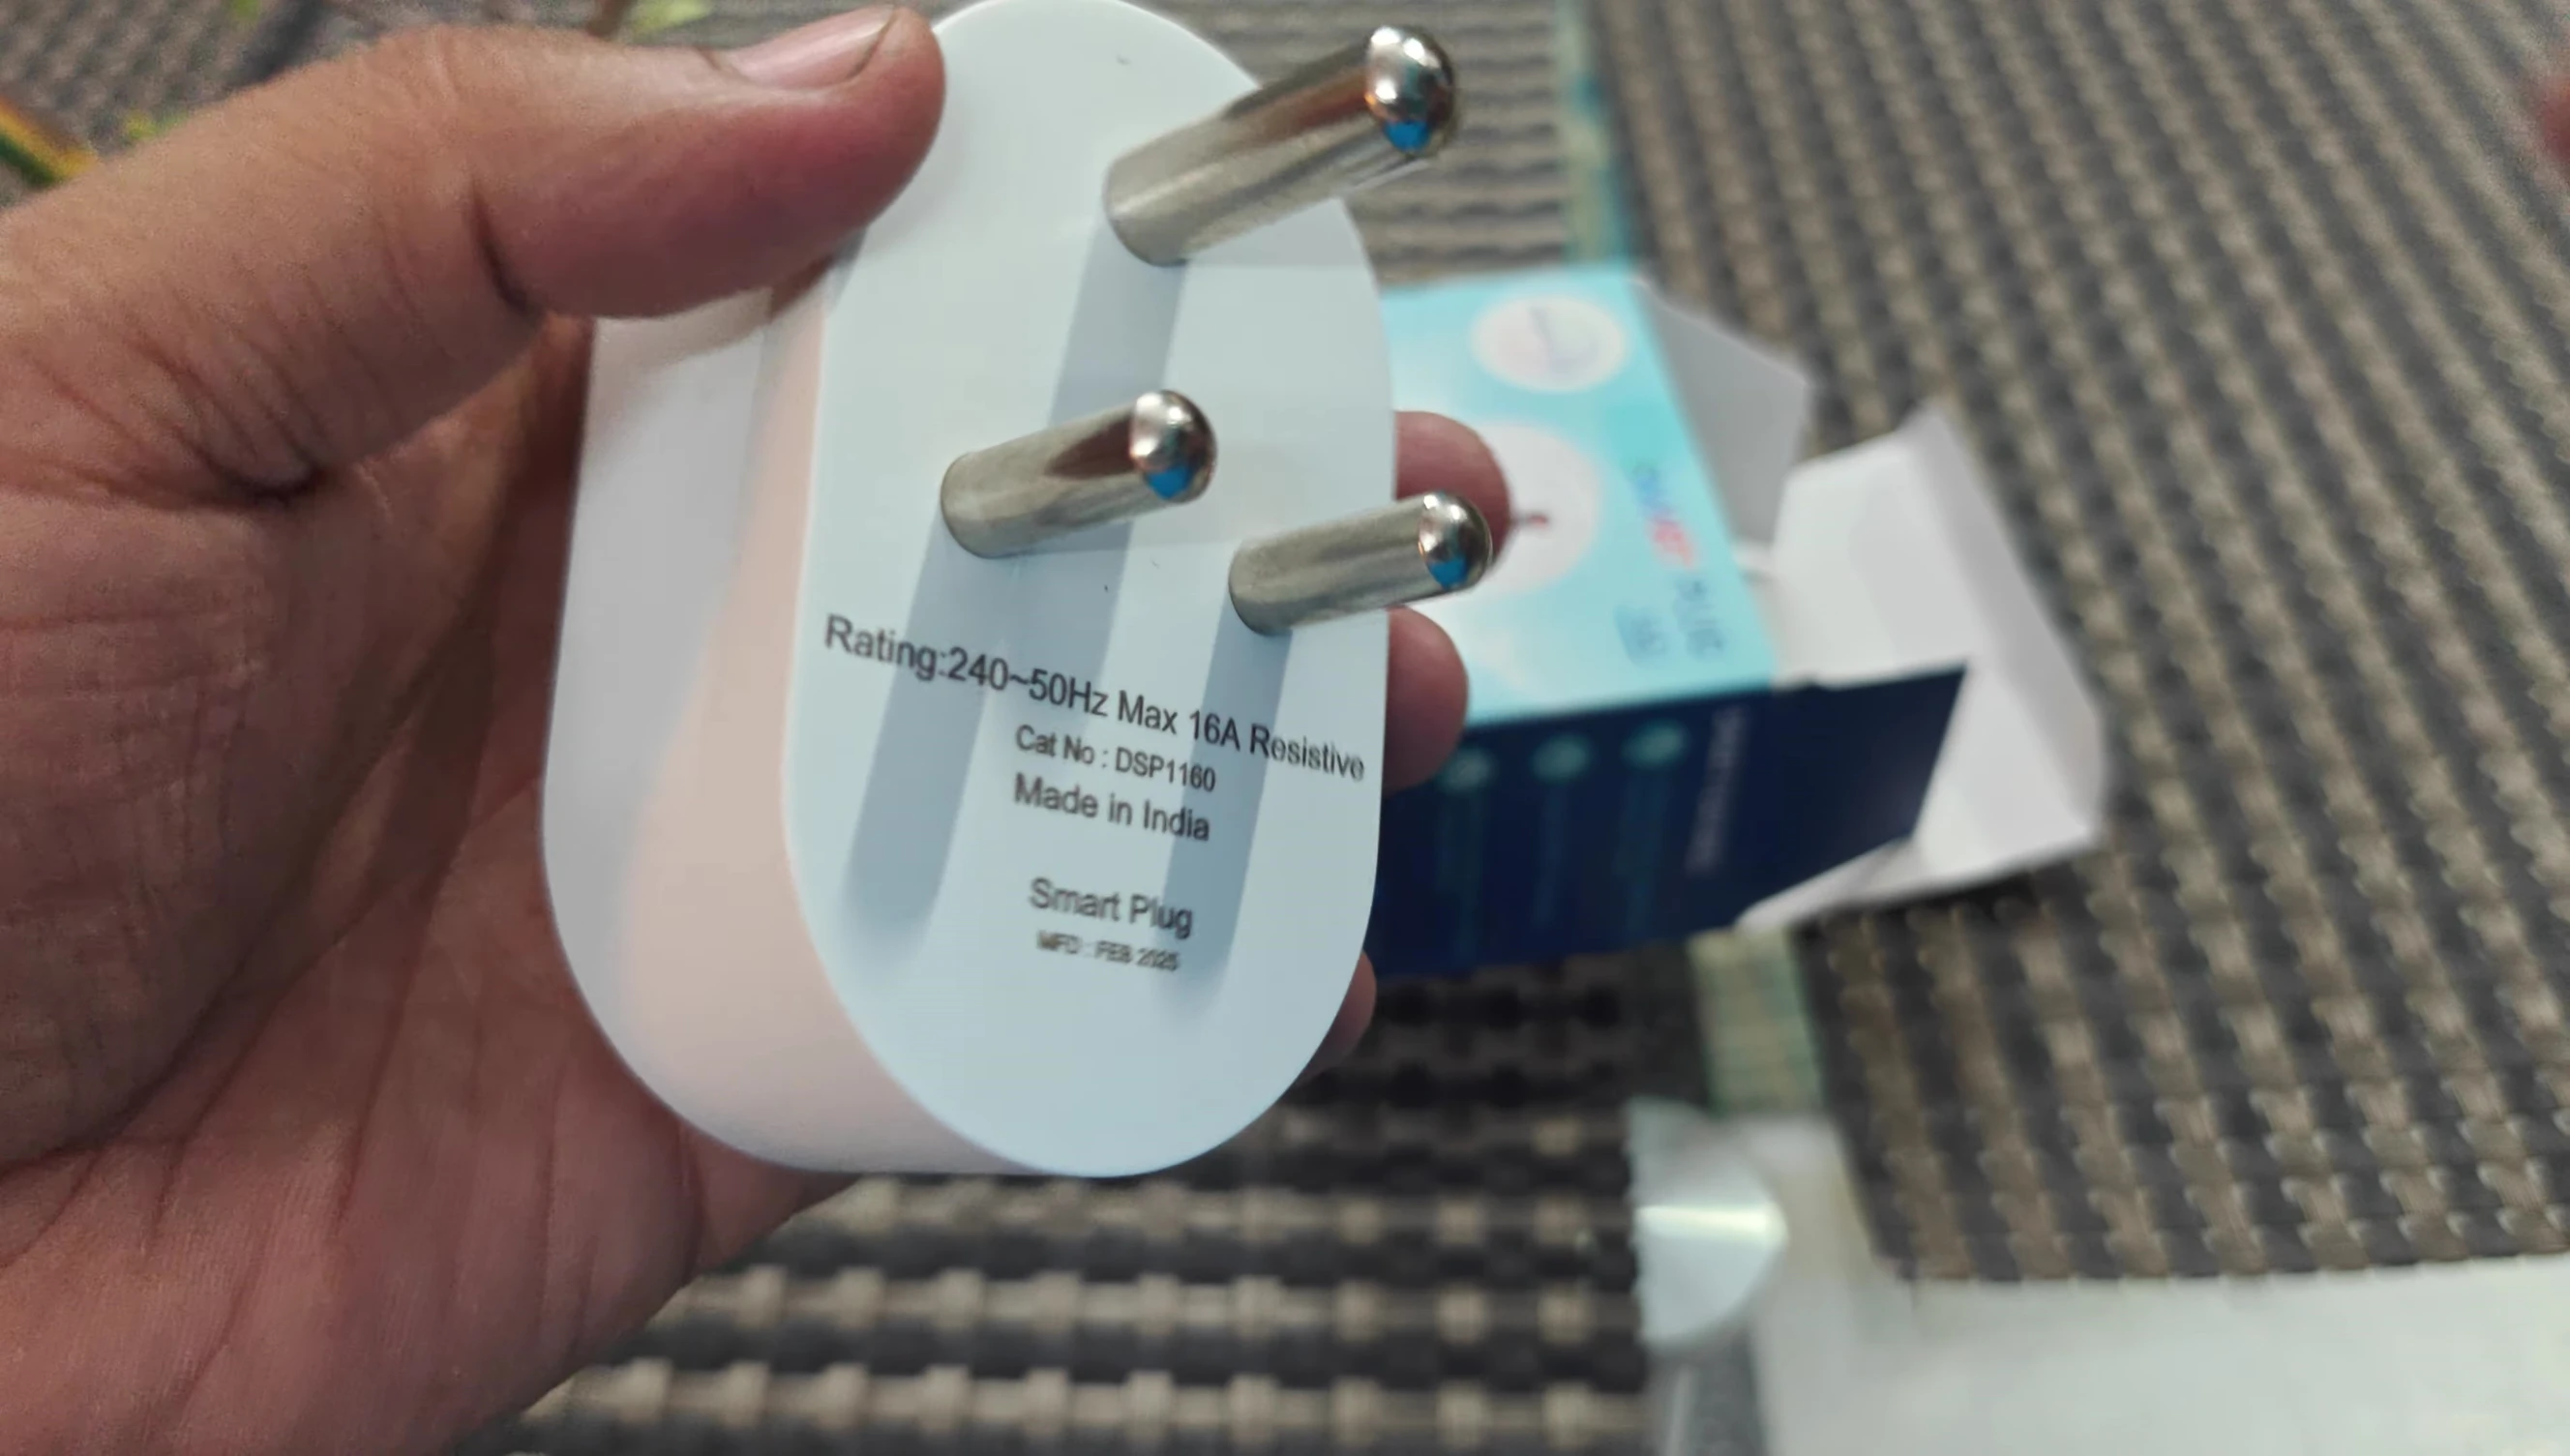 Rating:240~50Hz Max 16A Resistive
Cat No : DSP1160
Made in India
Smart Plug
MFD : FEB 2025